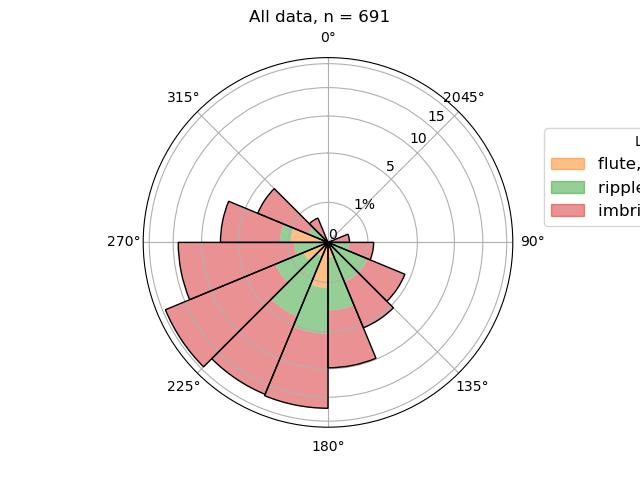 All data, n = 691
0°
315°
2045°
15
10
5
1%
0
L
flute,
ripple
imbri
270°
90°
225°
135°
180°